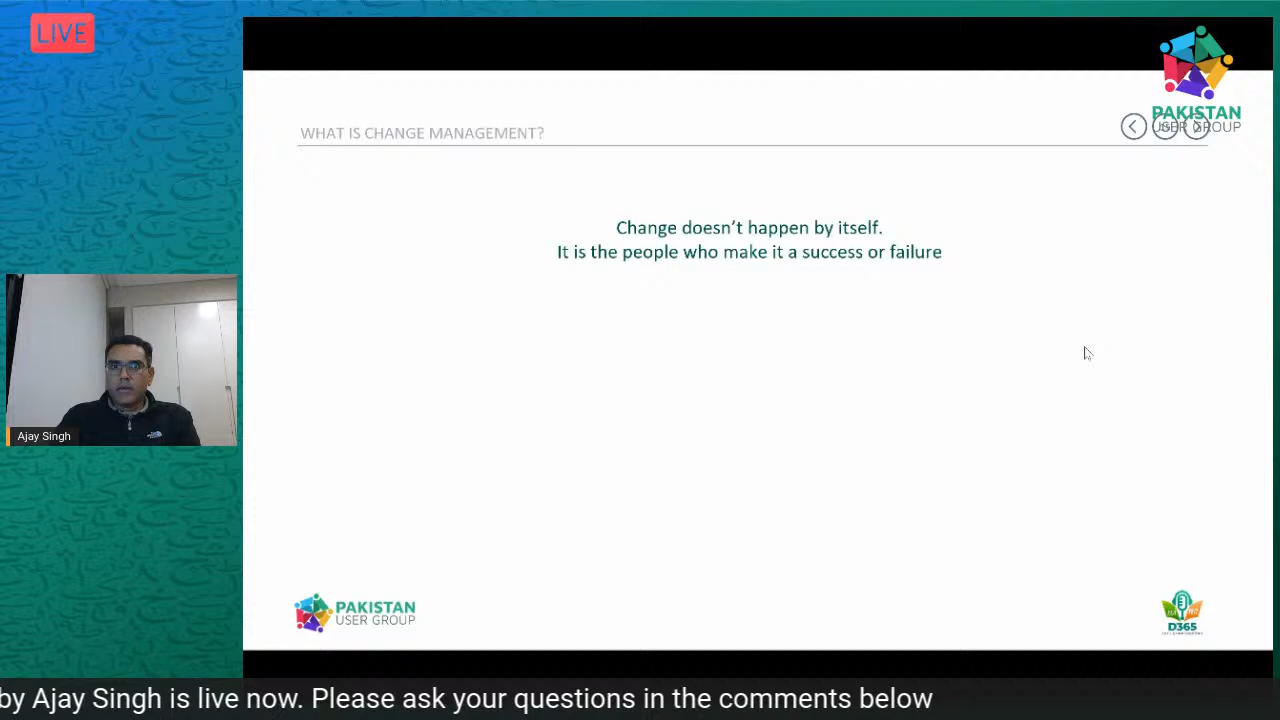 LIVE
PAKISTAN
USER GROUP
WHAT IS CHANGE MANAGEMENT?
Change doesn't happen by itself.
It is the people who make it a success or failure
Ajay Singh
PAKISTAN
USER GROUP
D365
by Ajay Singh is live now. Please ask your questions in the comments below